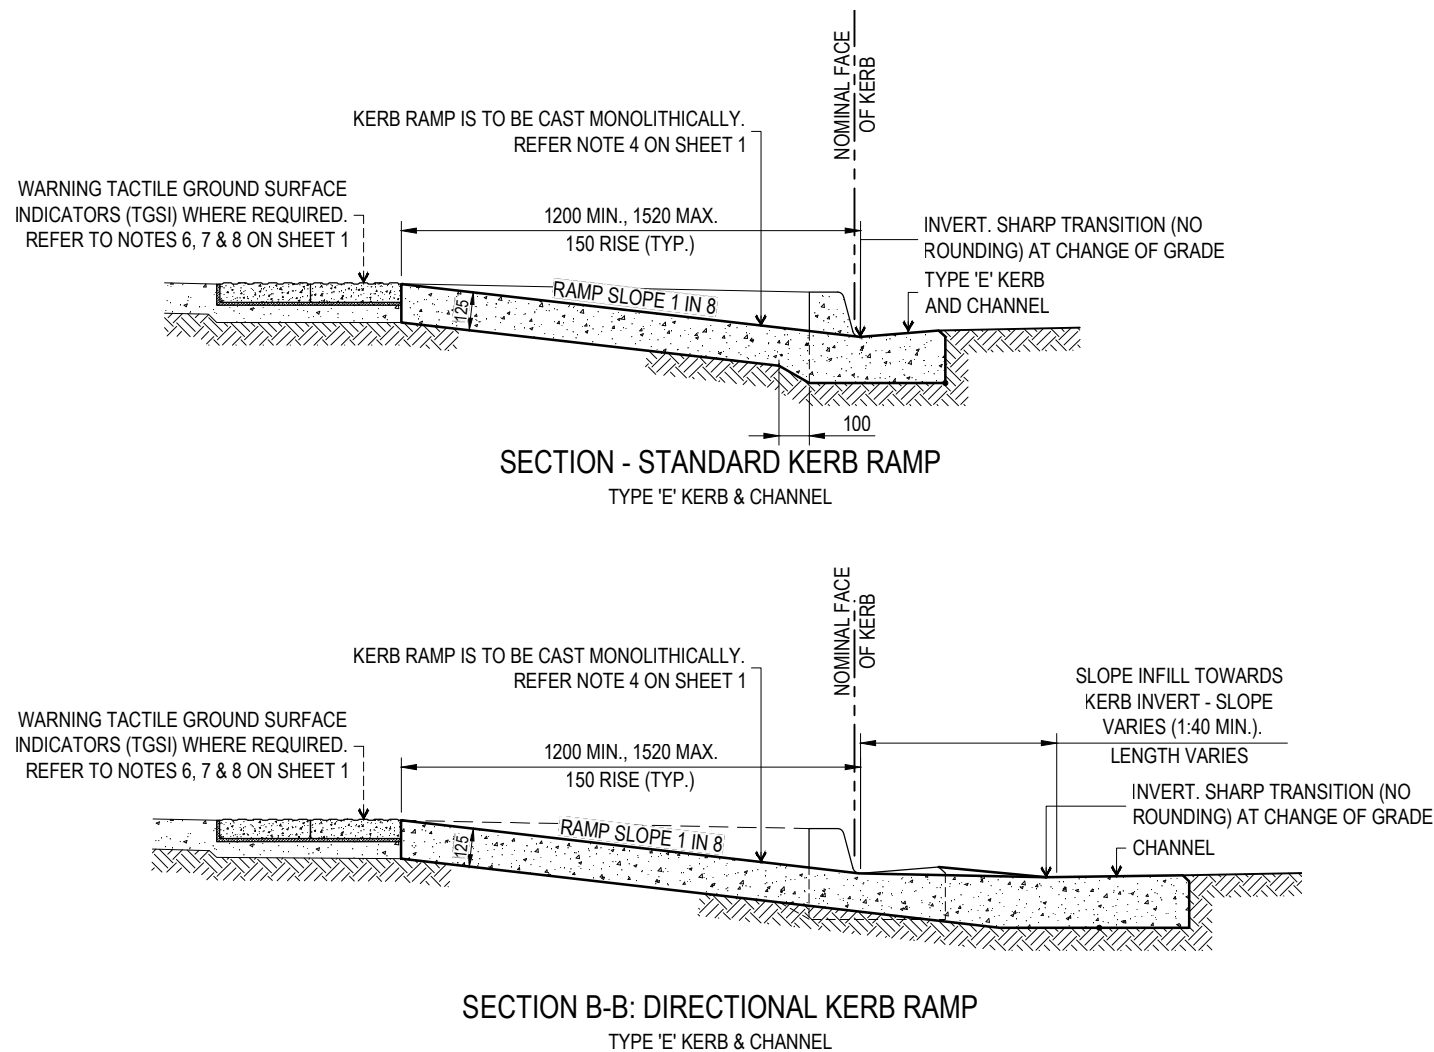 NOMINAL FACE
OF KERB
KERB RAMP IS TO BE CAST MONOLITHICALLY.
REFER NOTE 4 ON SHEET 1
WARNING TACTILE GROUND SURFACE
INDICATORS (TGSI) WHERE REQUIRED.
REFER TO NOTES 6, 7 & 8 ON SHEET 1
1200 MIN., 1520 MAX.
150 RISE (TYP.)
INVERT. SHARP TRANSITION (NO
ROUNDING) AT CHANGE OF GRADE
TYPE 'E' KERB
AND CHANNEL
RAMP SLOPE 1 IN 8
125
100
SECTION - STANDARD KERB RAMP
TYPE 'E' KERB & CHANNEL
NOMINAL FACE
OF KERB
KERB RAMP IS TO BE CAST MONOLITHICALLY.
REFER NOTE 4 ON SHEET 1
WARNING TACTILE GROUND SURFACE
INDICATORS (TGSI) WHERE REQUIRED.
REFER TO NOTES 6, 7 & 8 ON SHEET 1
1200 MIN., 1520 MAX.
150 RISE (TYP.)
SLOPE INFILL TOWARDS
KERB INVERT - SLOPE
VARIES (1:40 MIN.).
LENGTH VARIES
INVERT. SHARP TRANSITION (NO
ROUNDING) AT CHANGE OF GRADE
CHANNEL
RAMP SLOPE 1 IN 8
125
SECTION B-B: DIRECTIONAL KERB RAMP
TYPE 'E' KERB & CHANNEL